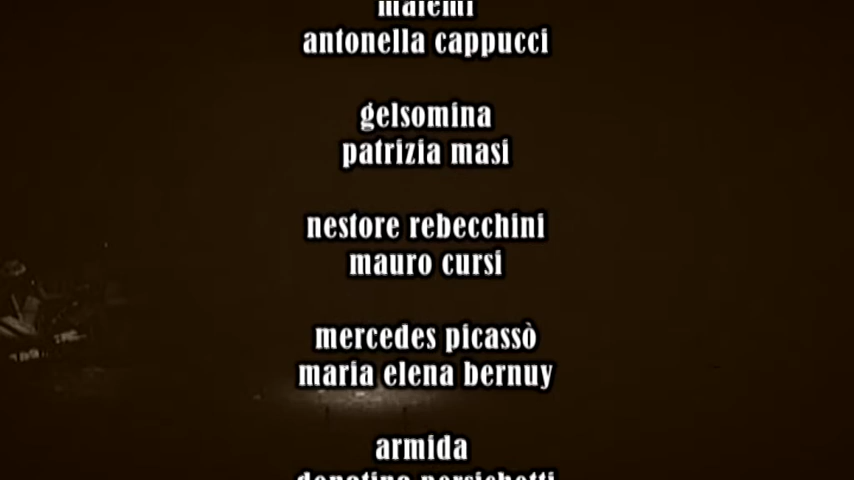 antonella cappucci
gelsomina
patrizia masi
nestore rebecchini
mauro cursi
mercedes picassò
maria elena bernuy
armida